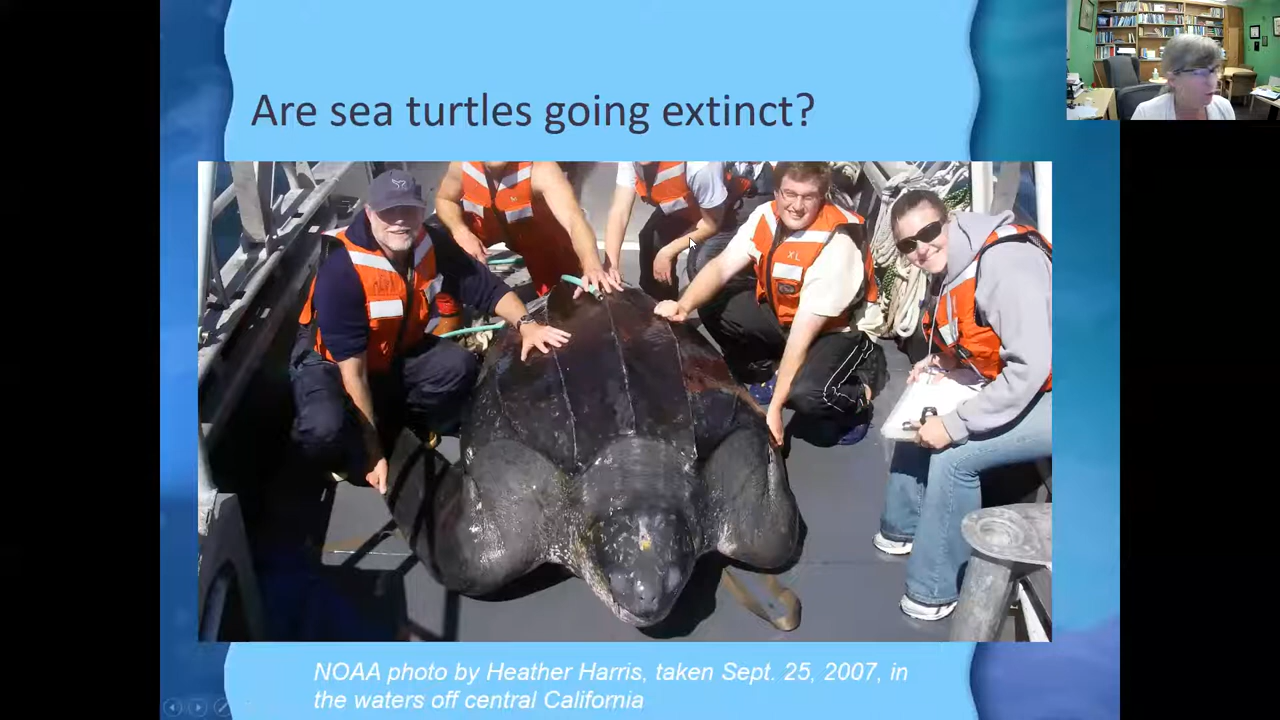 Are sea turtles going extinct?
XL
NOAA photo by Heather Harris, taken Sept. 25, 2007, in
the waters off central California